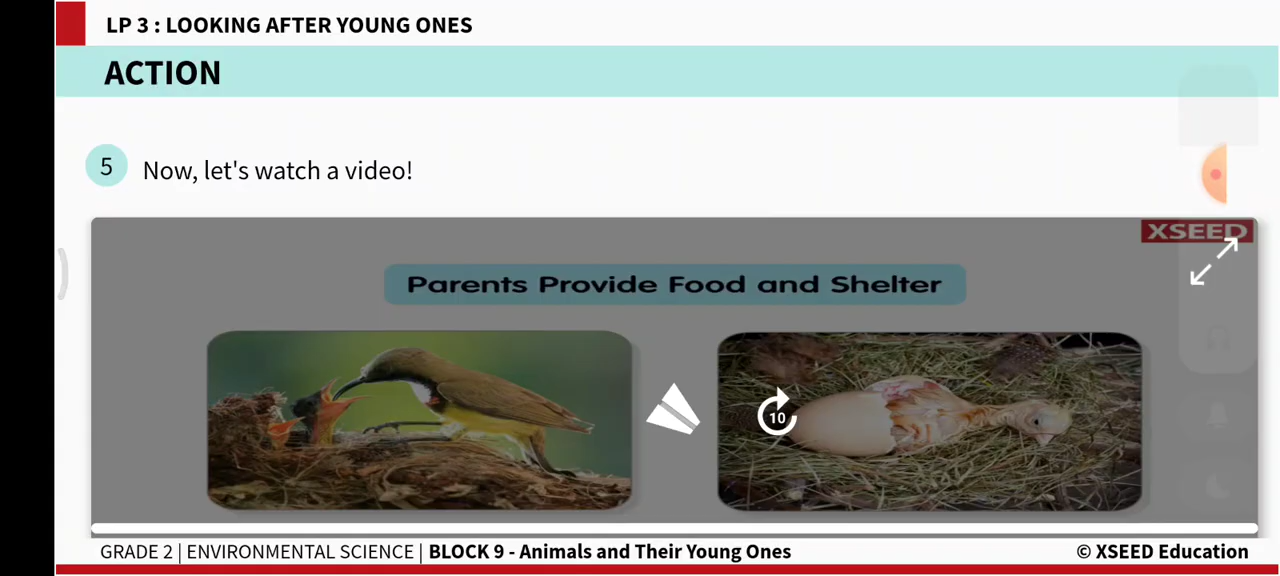 LP 3 : LOOKING AFTER YOUNG ONES
ACTION
5 Now, let's watch a video!
XSEED
Parents Provide Food and Shelter
10
GRADE 2 | ENVIRONMENTAL SCIENCE | BLOCK 9 - Animals and Their Young Ones
© XSEED Education